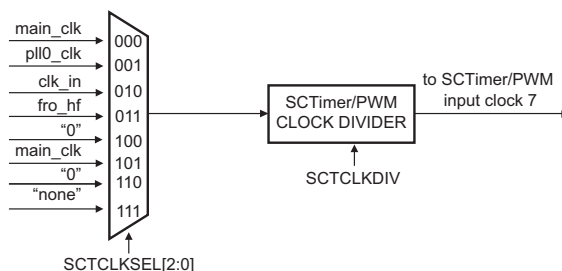 main_clk
000
pll0_clk
001
clk_in
010
fro_hf
011
“0”
100
main_clk
101
“0”
110
“none”
111
SCTCLKSEL[2:0]
SCTimer/PWM
CLOCK DIVIDER
SCTCLKDIV
to SCTimer/PWM
input clock 7